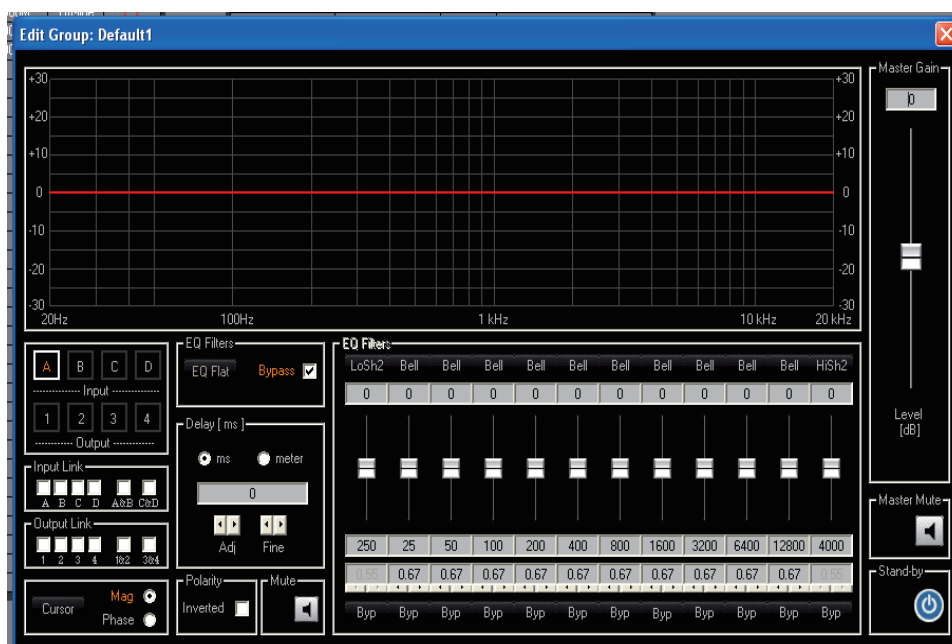 Edit Group: Default1
Master Gain
+30 +30
+20 +20
+10 +10
0 0
-10 -10
-20 -20
-30 -30
20Hz 100Hz 1 kHz 10 kHz 20 kHz
0
Level
[dB]
Master Mute
Stand-by
A B C D
Input
1 2 3 4
Output
Input Link
A B C D A&B C&D
Output Link
1 2 3 4 1&2 3&4
Cursor
Mag
Phase
EQ Filters
EQ Flat Bypass
Delay [ ms ]
ms meter
0
Adj Fine
Polarity
Inverted
Mute
EQ Filters
LoSh2 Bell Bell Bell Bell Bell Bell Bell Bell Bell Bell HiSh2
0 0 0 0 0 0 0 0 0 0 0 0
250 25 50 100 200 400 800 1600 3200 6400 12800 4000
0.55 0.67 0.67 0.67 0.67 0.67 0.67 0.67 0.67 0.67 0.67 0.55
Byp Byp Byp Byp Byp Byp Byp Byp Byp Byp Byp Byp